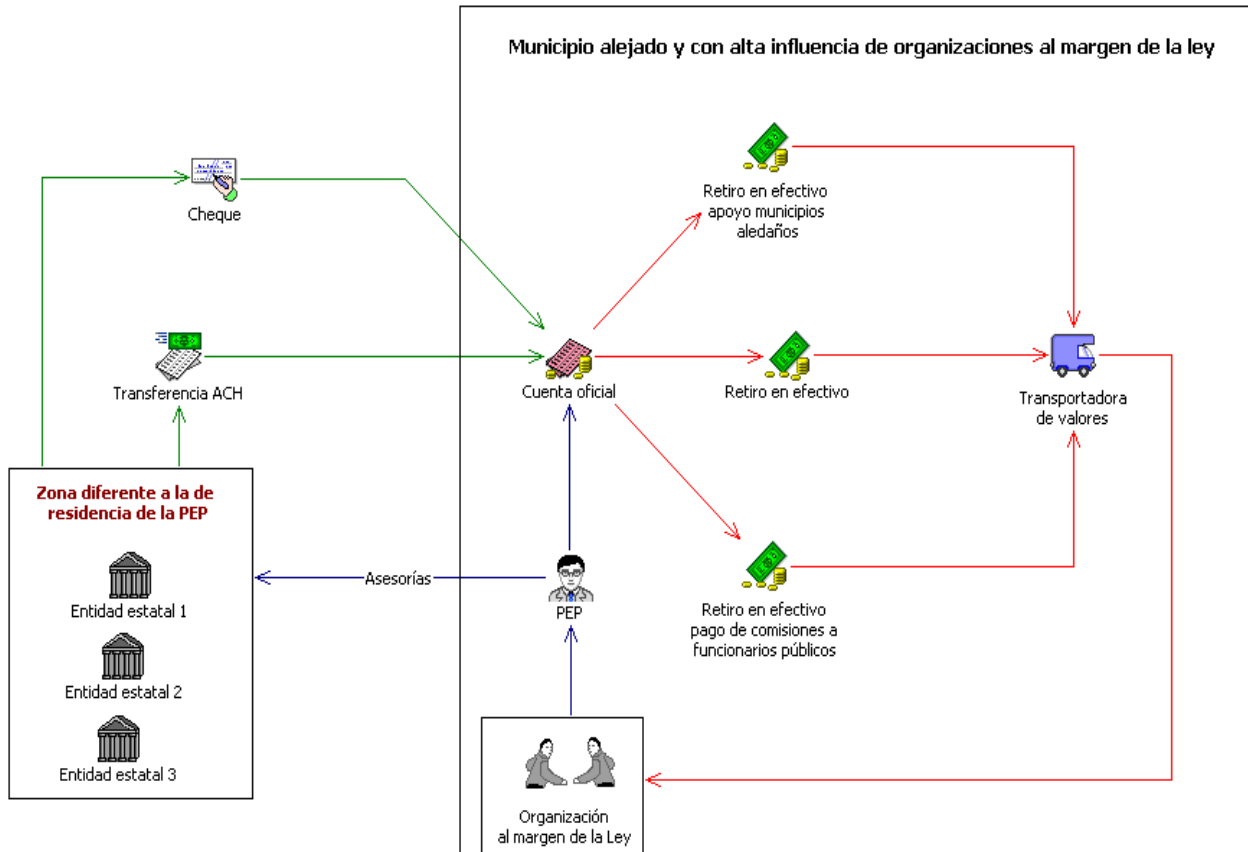 Municipio alejado y con alta influencia de organizaciones al margen de la ley
Cheque
Retiro en efectivo
apoyo municipios
aledaños
Transferencia ACH
Cuenta oficial
Retiro en efectivo
Transportadora
de valores
Zona diferente a la de
residencia de la PEP
Entidad estatal 1
Entidad estatal 2
Entidad estatal 3
Asesorías
PEP
Retiro en efectivo
pago de comisiones a
funcionarios públicos
Organización
al margen de la Ley